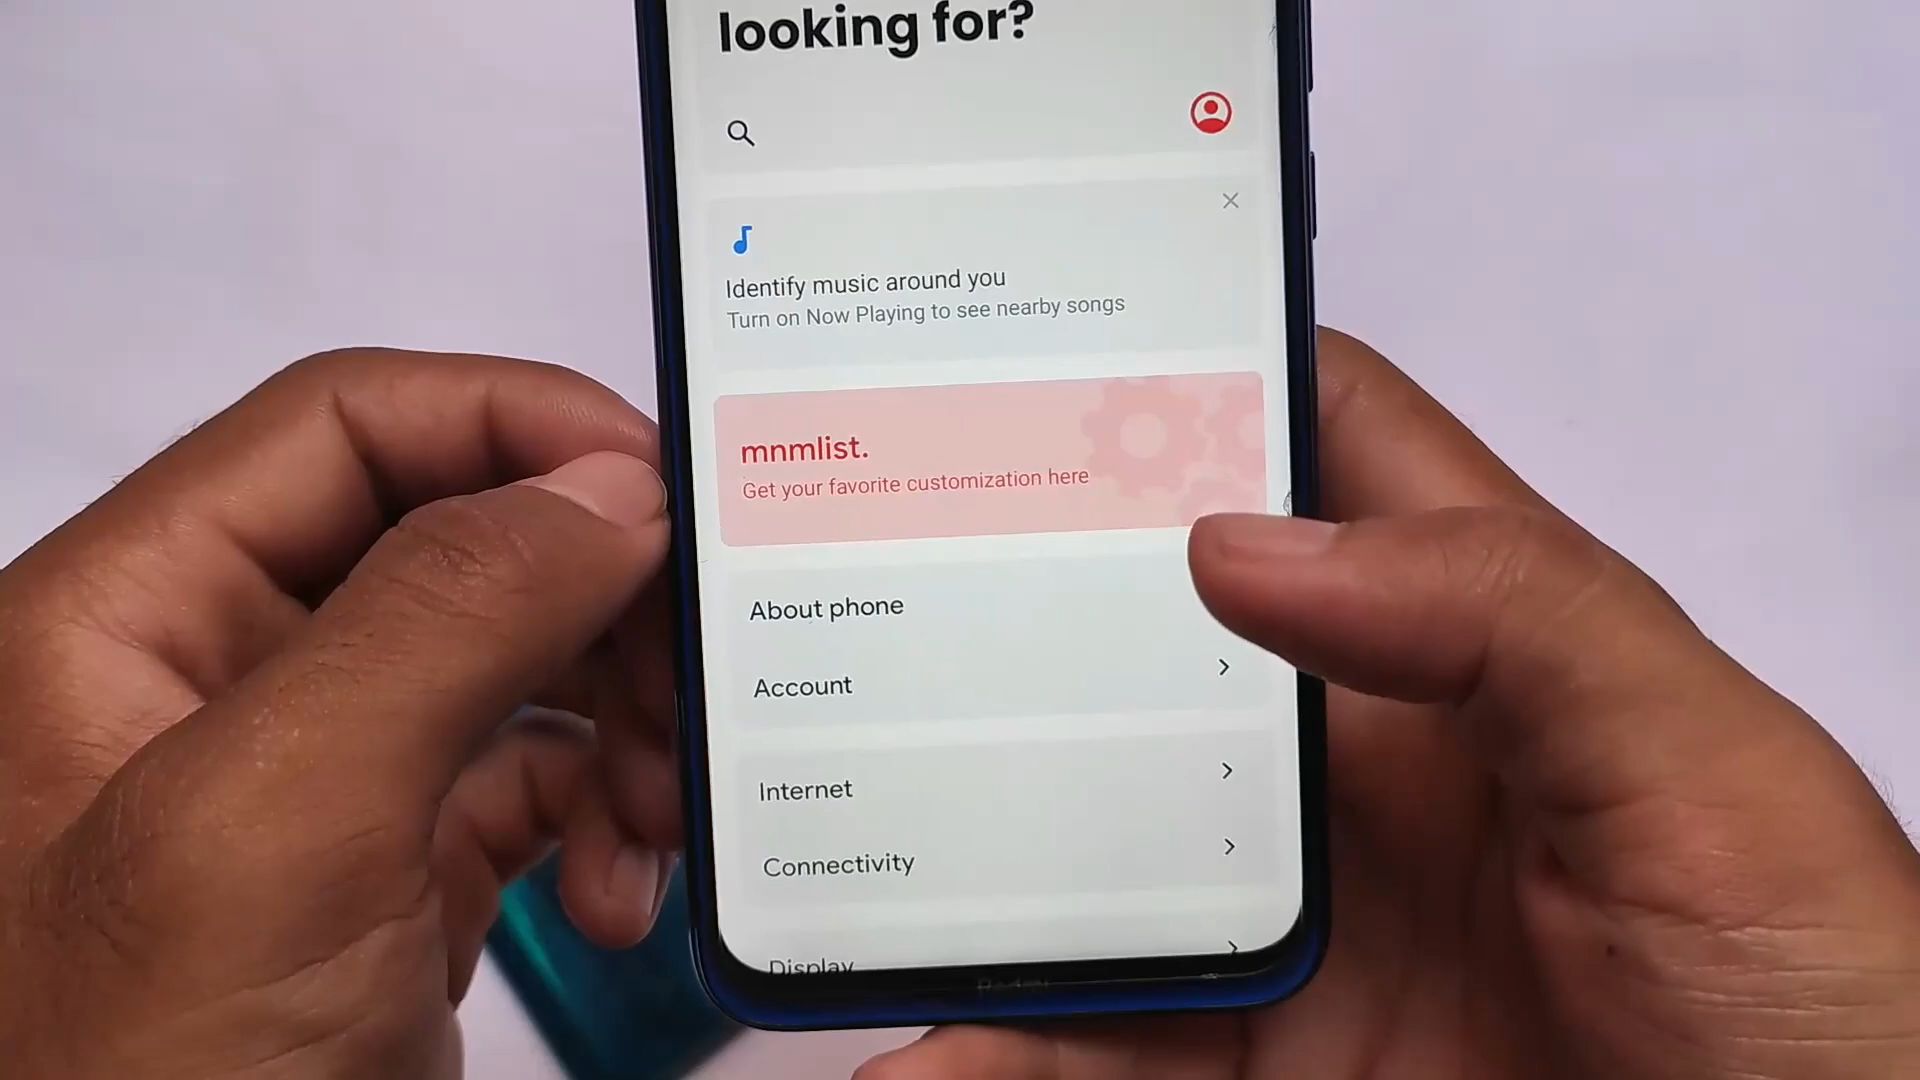 looking for?
Identify music around you
Turn on Now Playing to see nearby songs
mnmlist.
Get your favorite customization here
About phone
Account
Internet
Connectivity
Display
Redmi